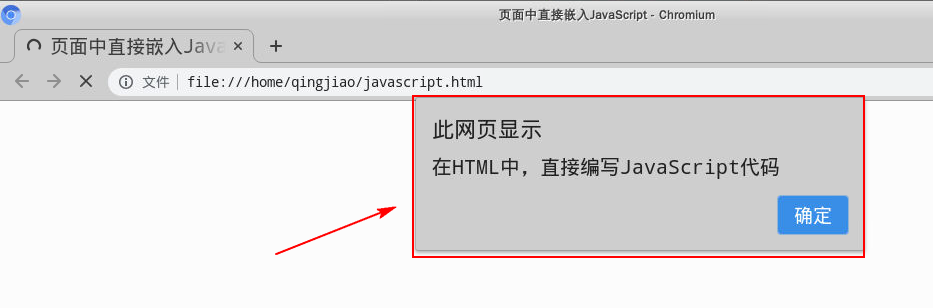 页面中直接嵌入JavaScript - Chromium
页面中直接嵌入Java
文件 file:///home/qingjiao/javascript.html
此网页显示
在HTML中，直接编写JavaScript代码
确定